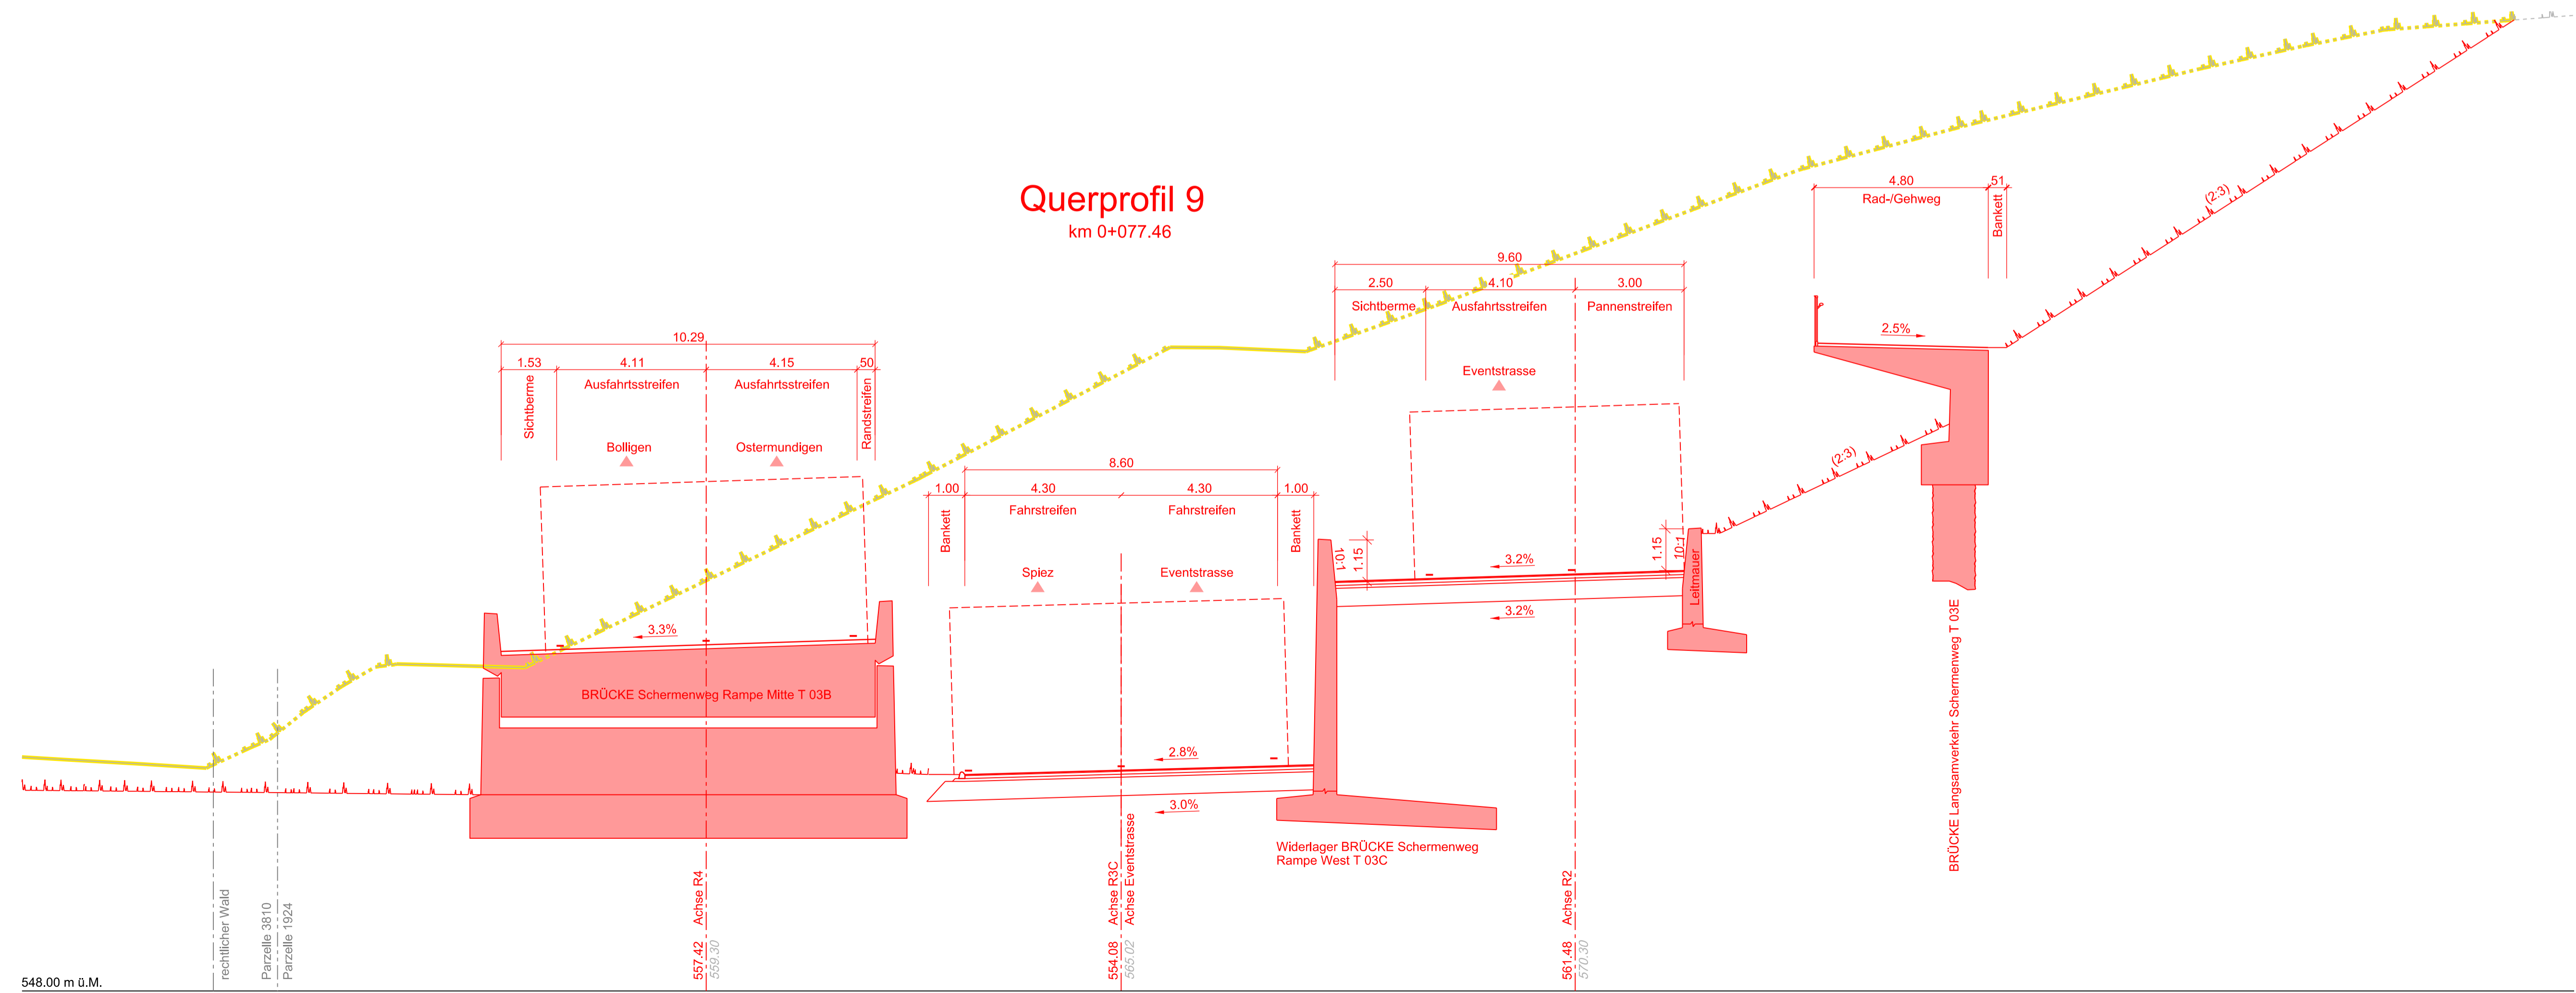 Querprofil 9
km 0+077.46
4.80
51
Rad-/Gehweg
Bankett
(2:3)
2.5%
9.60
2.50
4.10
3.00
Sichtberme
Ausfahrtsstreifen
Pannenstreifen
Eventstrasse
10.29
1.53
4.11
4.15
50
Sichtberme
Ausfahrtsstreifen
Ausfahrtsstreifen
Randstreifen
Bolligen
Ostermundigen
8.60
1.00
4.30
4.30
1.00
Bankett
Fahrstreifen
Fahrstreifen
Bankett
Spiez
Eventstrasse
(2:3)
10:1
1.15
3.2%
1.15
10:1
Leitmauer
3.2%
3.3%
BRÜCKE Schermenweg Rampe Mitte T 03B
2.8%
3.0%
Widerlager BRÜCKE Schermenweg
Rampe West T 03C
BRÜCKE Langsamverkehr Schermenweg T 03E
rechtlicher Wald
Parzelle 3810
Parzelle 1924
557.42 Achse R4
559.30
554.08 Achse R3C
565.02 Achse Eventstrasse
561.48 Achse R2
570.30
548.00 m ü.M.